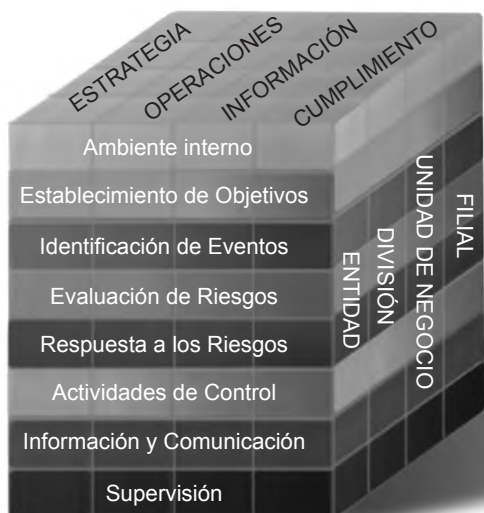 ESTRATEGIA
OPERACIONES
INFORMACIÓN
CUMPLIMIENTO
Ambiente interno
Establecimiento de Objetivos
Identificación de Eventos
Evaluación de Riesgos
Respuesta a los Riesgos
Actividades de Control
Información y Comunicación
Supervisión
ENTIDAD
DIVISIÓN
UNIDAD DE NEGOCIO
FILIAL